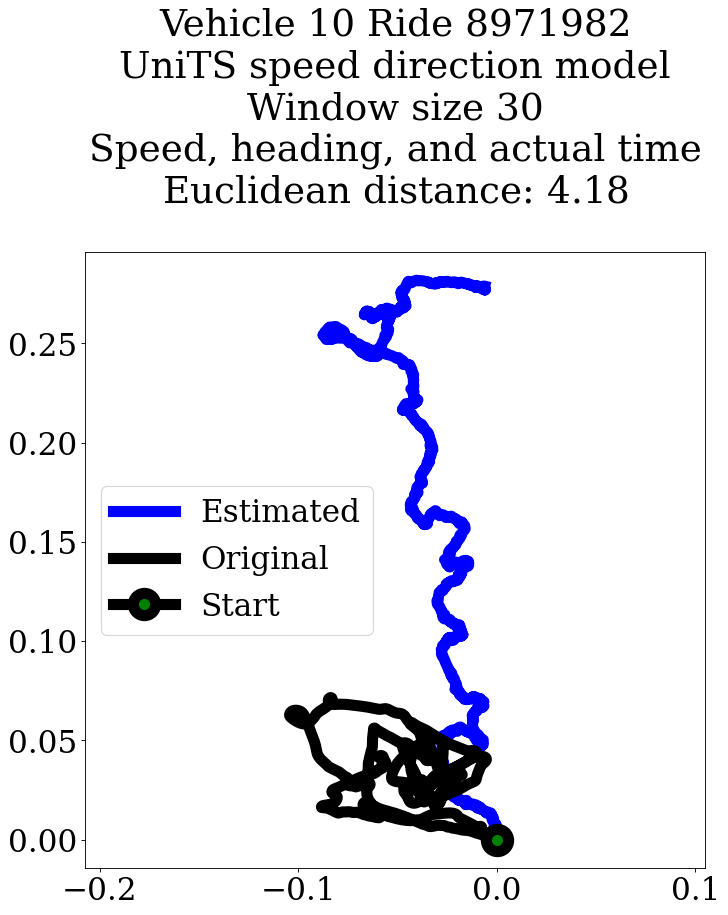 Vehicle 10 Ride 8971982
UniTS speed direction model
Window size 30
Speed, heading, and actual time
Euclidean distance: 4.18
0.25
0.20
0.15
0.10
0.05
0.00
Estimated
Original
Start
−0.2
−0.1
0.0
0.1